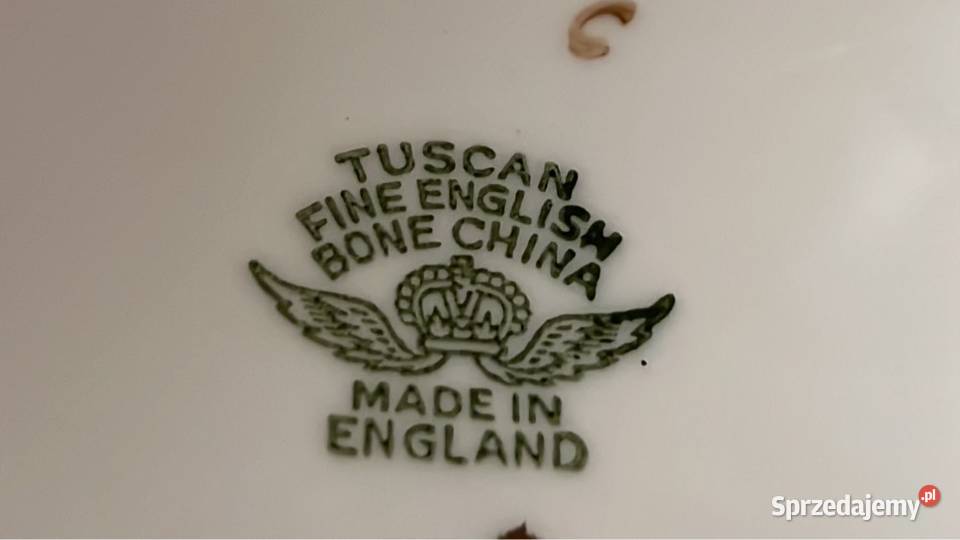 C
TUSCAN
FINE ENGLISH
BONE CHINA
MADE IN
ENGLAND
Sprzedajemy.pl